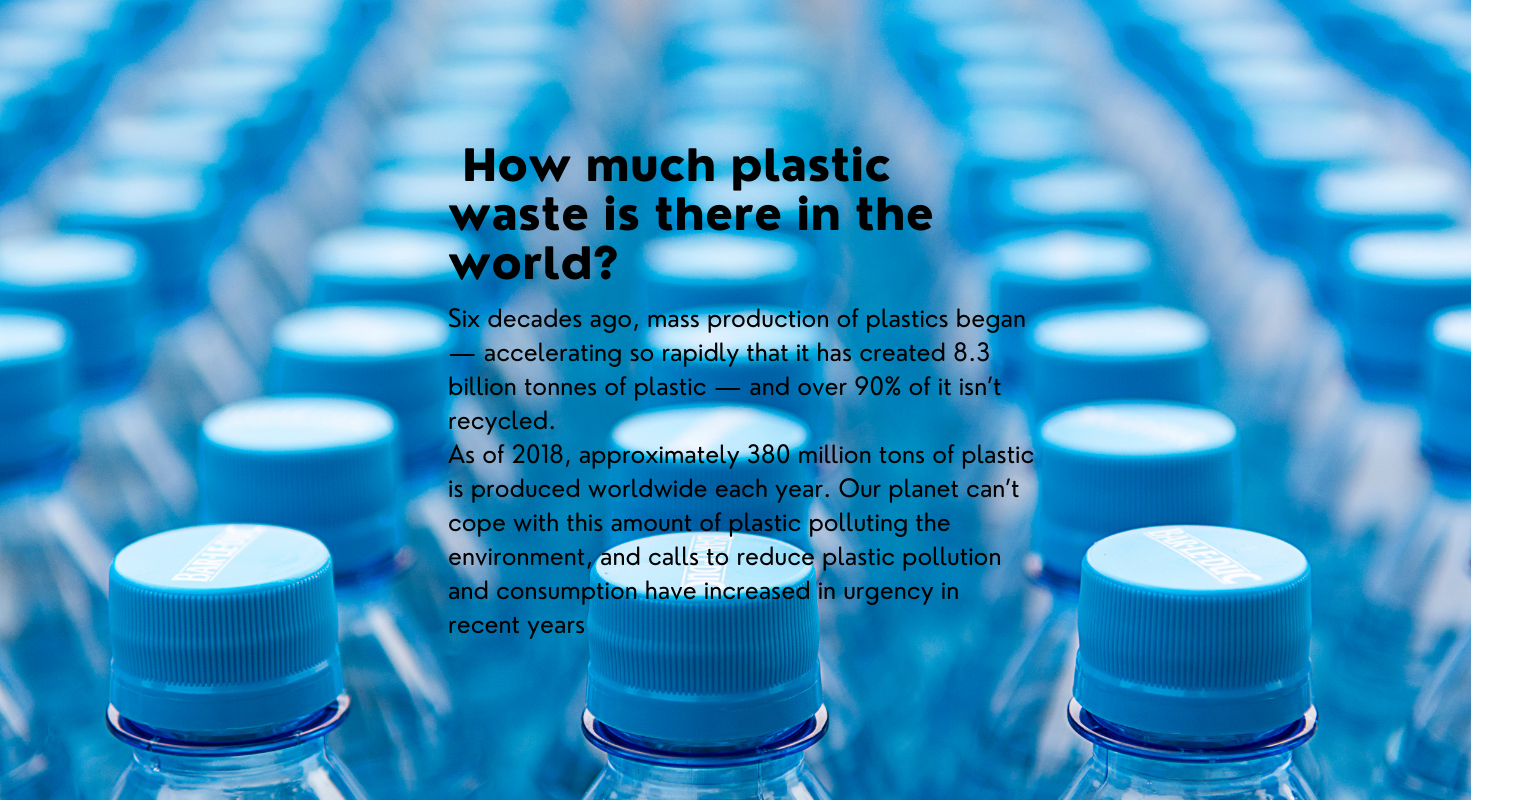 How much plastic
waste is there in the
world?
Six decades ago, mass production of plastics began
— accelerating so rapidly that it has created 8.3
billion tonnes of plastic — and over 90% of it isn't
recycled.
As of 2018, approximately 380 million tons of plastic
is produced worldwide each year. Our planet can't
cope with this amount of plastic polluting the
environment, and calls to reduce plastic pollution
and consumption have increased in urgency in
recent years
BARLEDUC